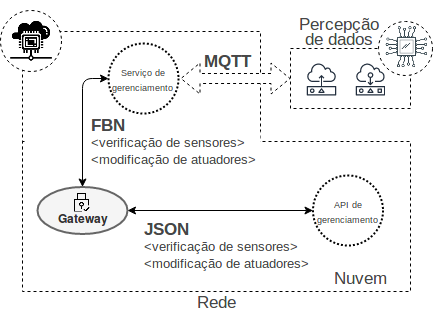 Percepção
de dados
Serviço de
gerenciamento
MQTT
FBN
<verificação de sensores>
<modificação de atuadores>
Gateway
JSON
<verificação de sensores>
<modificação de atuadores>
API de
gerenciamento
Nuvem
Rede